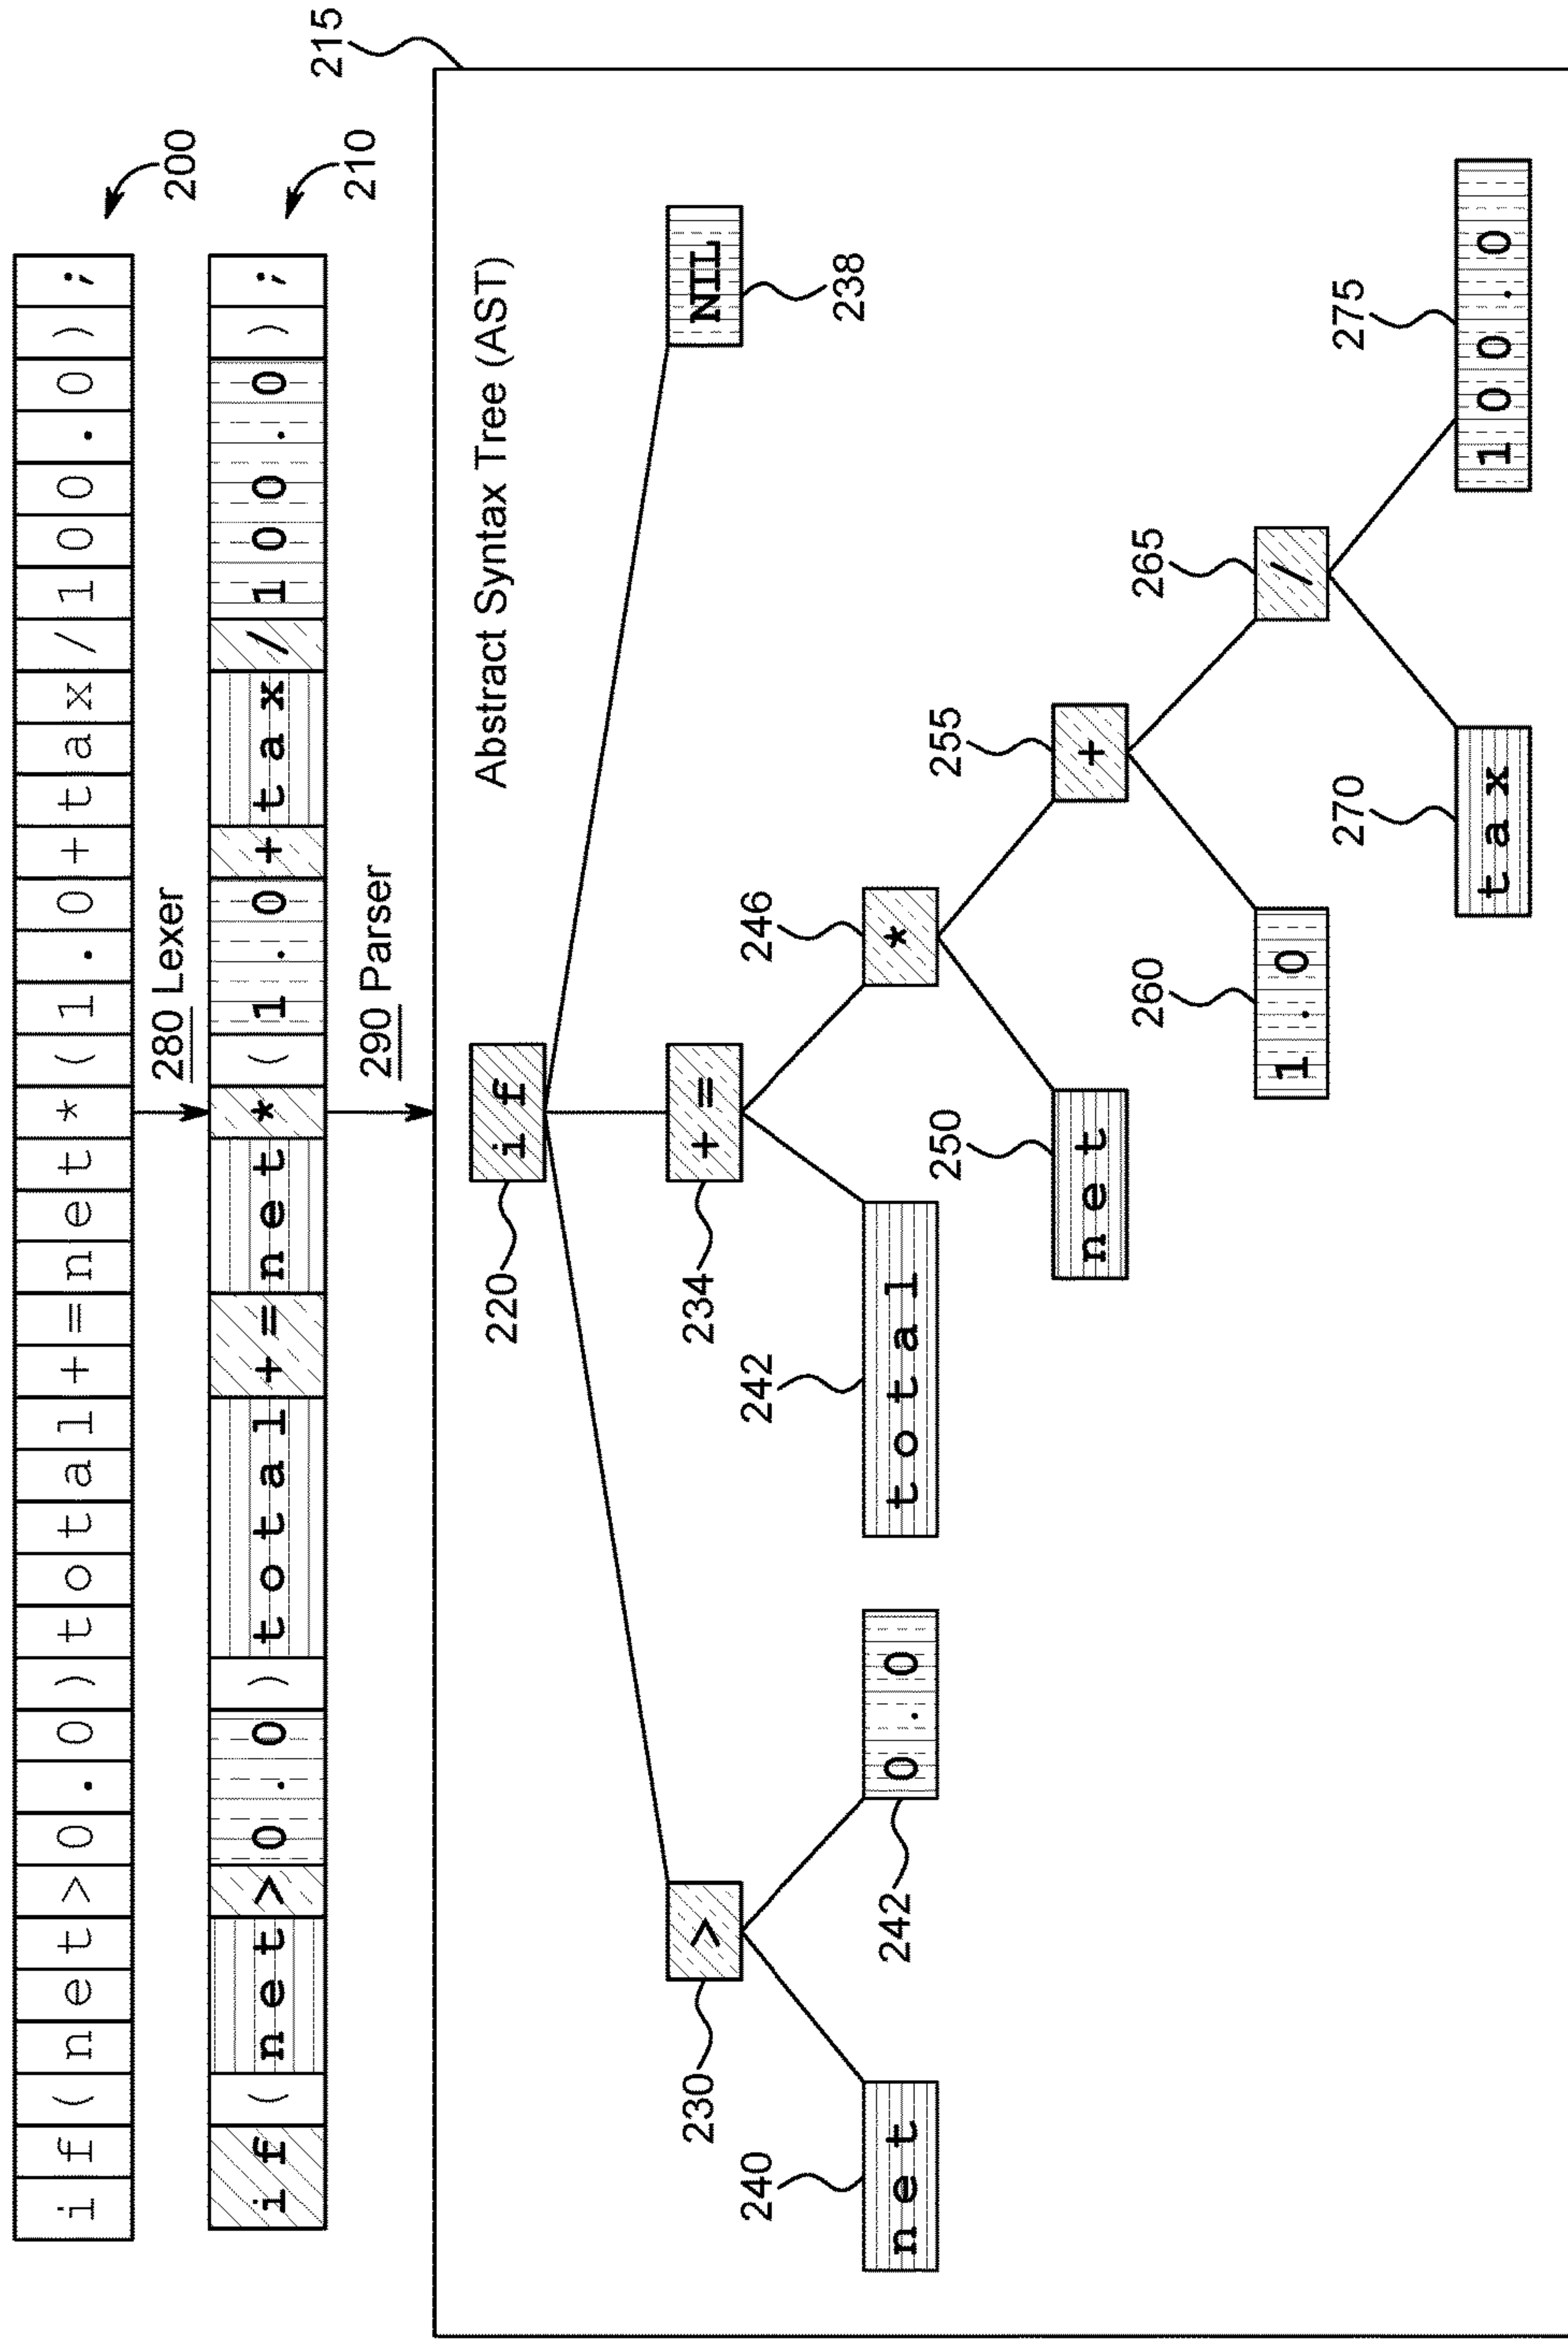 if(net>0.0)total+=net*(1.0+tax/100.0);
200
280 Lexer
if(net>0.0)total+=net*(1.0+tax/100.0);
210
290 Parser
215
Abstract Syntax Tree (AST)
220 if
230 > 234 += NIL 238
240 net 0.0 242 242 total 246 *
250 net 255 +
260 1.0 265 /
270 tax 275 100.0